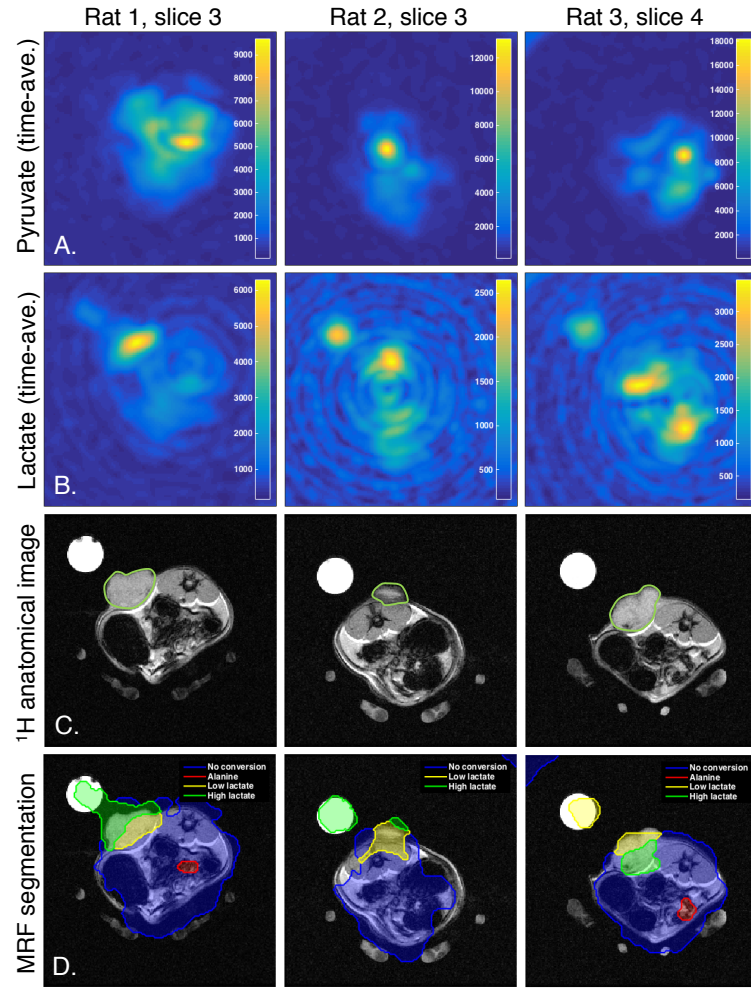 Rat 1, slice 3
Rat 2, slice 3
Rat 3, slice 4
Pyruvate (time-ave.)
A.
9000
8000
7000
6000
5000
4000
3000
2000
1000
12000
10000
8000
6000
4000
2000
18000
16000
14000
12000
10000
8000
6000
4000
2000
Lactate (time-ave.)
B.
6000
5000
4000
3000
2000
1000
2500
2000
1500
1000
500
3000
2500
2000
1500
1000
500
¹H anatomical image
C.
MRF segmentation
D.
No conversion
Alanine
Low lactate
High lactate
No conversion
Low lactate
High lactate
No conversion
Alanine
Low lactate
High lactate